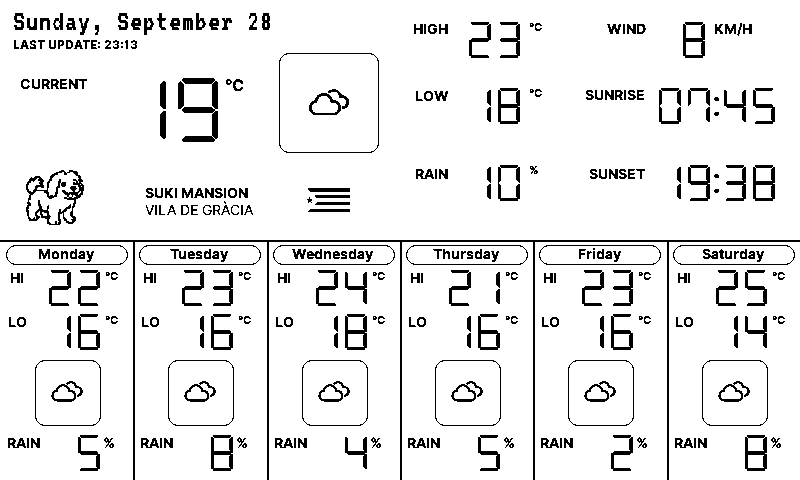 Sunday, September 28
LAST UPDATE: 23:13
CURRENT
19 °C
SUKI MANSION
VILA DE GRÀCIA
HIGH 23 °C
WIND 8 KM/H
LOW 18 °C
SUNRISE 07:45
RAIN 10 %
SUNSET 19:38
Monday
HI 22 °C
LO 16 °C
RAIN 5 %
Tuesday
HI 23 °C
LO 16 °C
RAIN 8 %
Wednesday
HI 24 °C
LO 18 °C
RAIN 4 %
Thursday
HI 21 °C
LO 16 °C
RAIN 5 %
Friday
HI 23 °C
LO 16 °C
RAIN 2 %
Saturday
HI 25 °C
LO 14 °C
RAIN 8 %